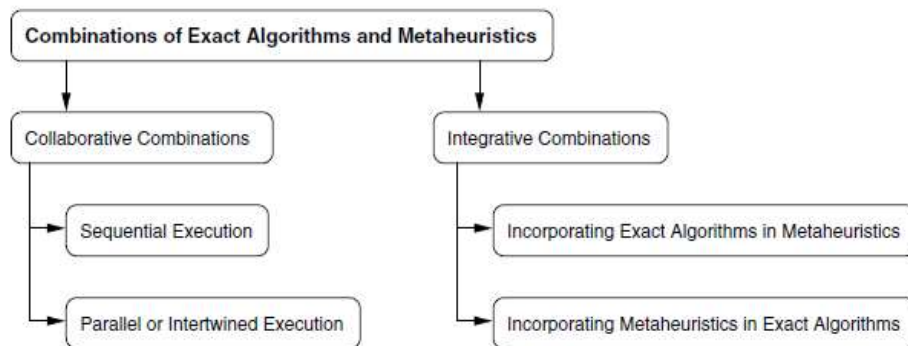 Combinations of Exact Algorithms and Metaheuristics
Collaborative Combinations
Integrative Combinations
Sequential Execution
Incorporating Exact Algorithms in Metaheuristics
Parallel or Intertwined Execution
Incorporating Metaheuristics in Exact Algorithms